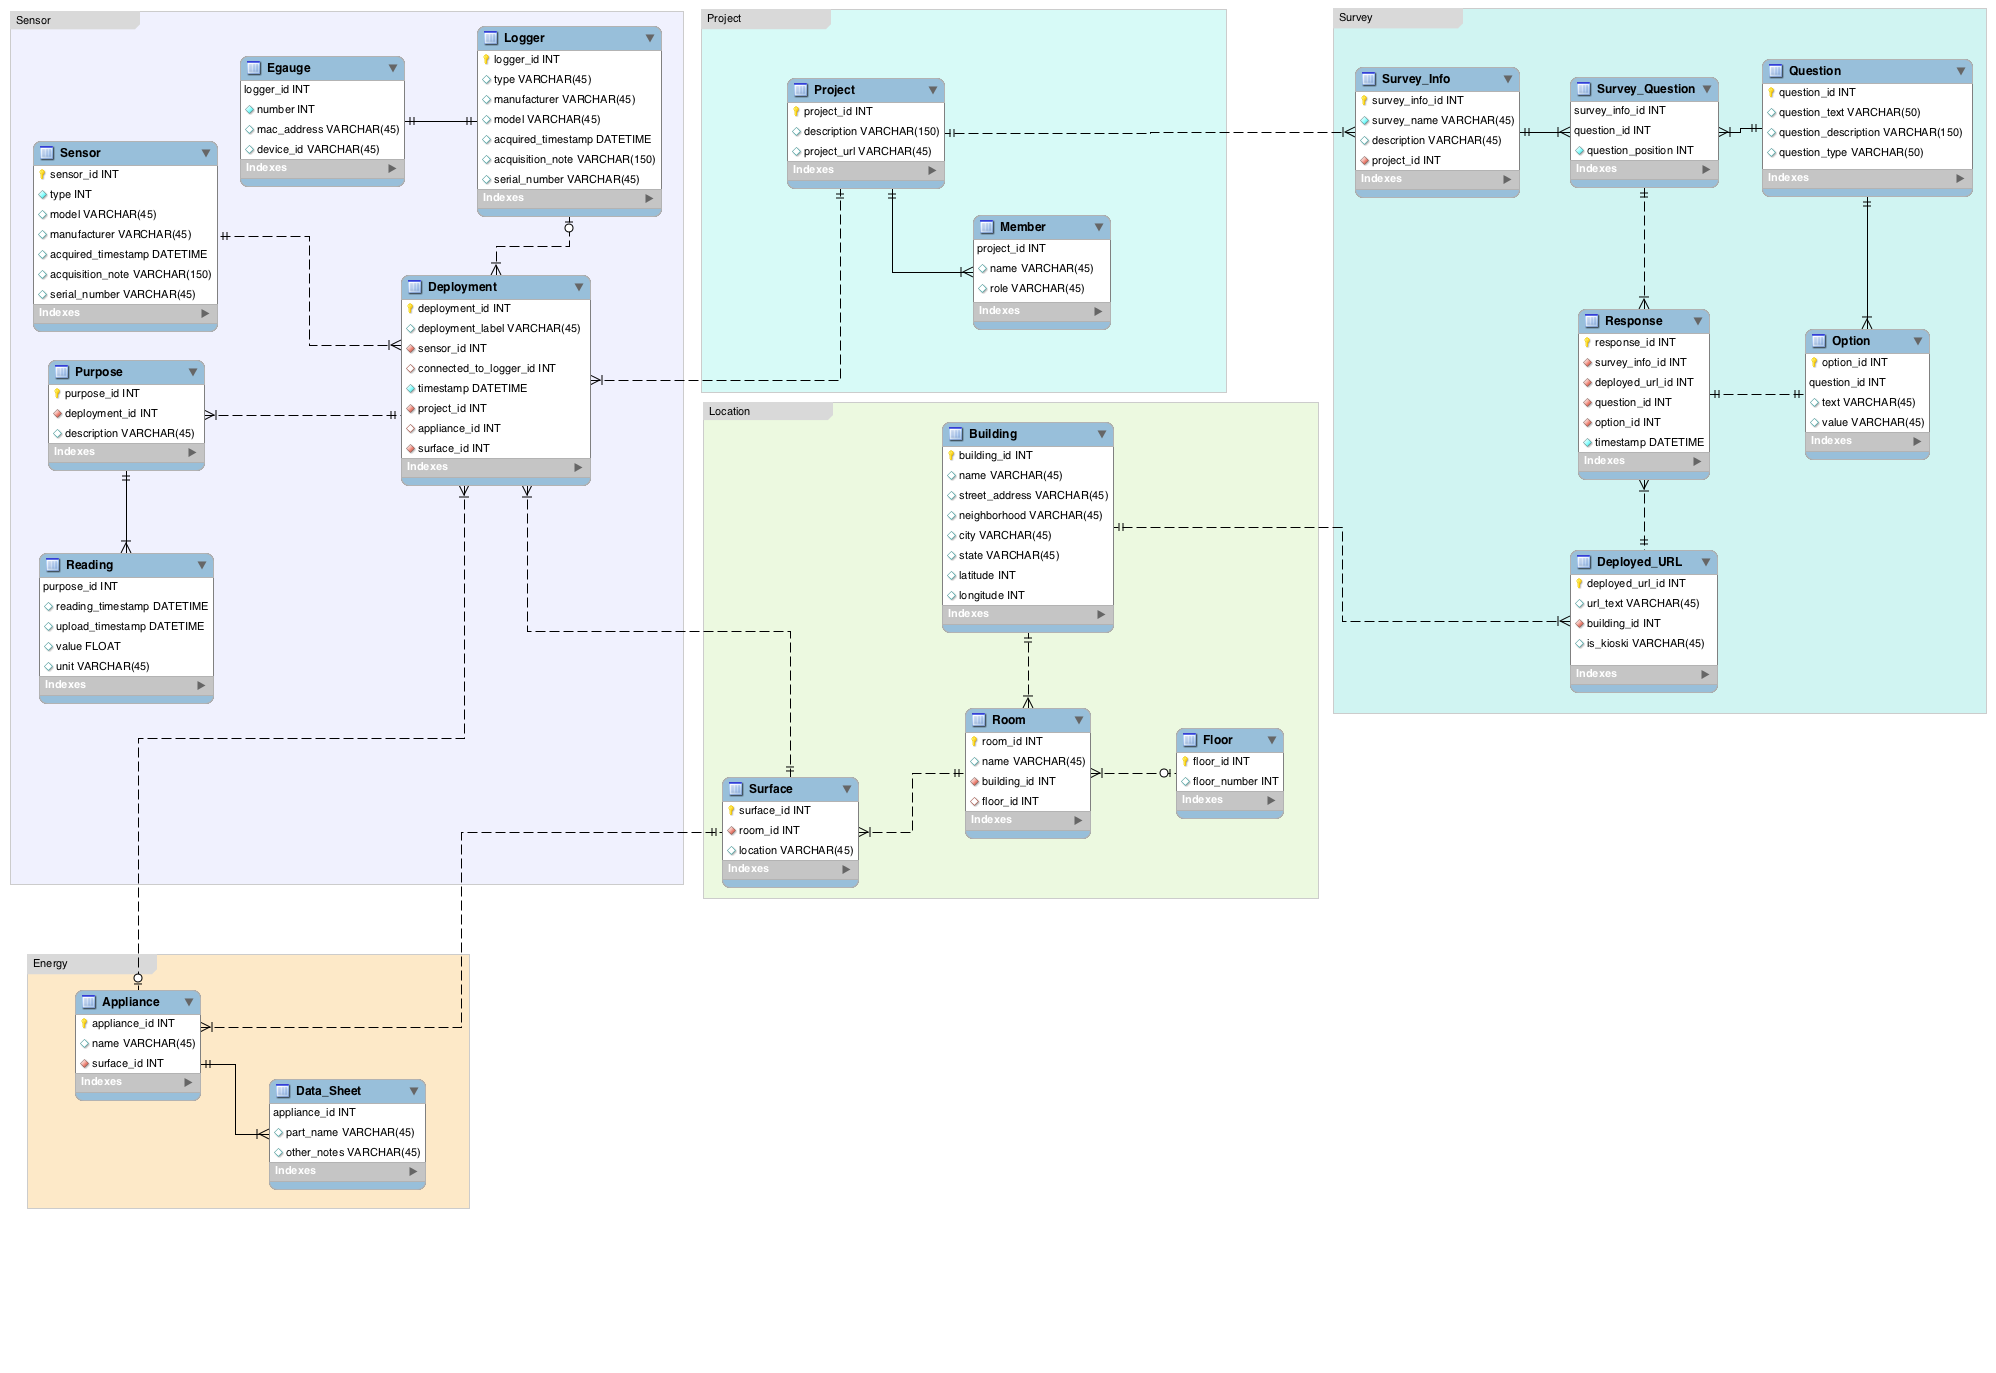 Sensor
Egauge
logger_id INT
number INT
mac_address VARCHAR(45)
device_id VARCHAR(45)
Indexes
Logger
logger_id INT
type VARCHAR(45)
manufacturer VARCHAR(45)
model VARCHAR(45)
acquired_timestamp DATETIME
acquisition_note VARCHAR(150)
serial_number VARCHAR(45)
Indexes
Sensor
sensor_id INT
type INT
model VARCHAR(45)
manufacturer VARCHAR(45)
acquired_timestamp DATETIME
acquisition_note VARCHAR(150)
serial_number VARCHAR(45)
Indexes
Deployment
deployment_id INT
deployment_label VARCHAR(45)
sensor_id INT
connected_to_logger_id INT
timestamp DATETIME
project_id INT
appliance_id INT
surface_id INT
Indexes
Purpose
purpose_id INT
deployment_id INT
description VARCHAR(45)
Indexes
Reading
purpose_id INT
reading_timestamp DATETIME
upload_timestamp DATETIME
value FLOAT
unit VARCHAR(45)
Indexes
Project
Project
project_id INT
description VARCHAR(150)
project_url VARCHAR(45)
Indexes
Member
project_id INT
name VARCHAR(45)
role VARCHAR(45)
Indexes
Survey
Survey_Info
survey_info_id INT
survey_name VARCHAR(45)
description VARCHAR(45)
project_id INT
Indexes
Survey_Question
survey_info_id INT
question_id INT
question_position INT
Indexes
Question
question_id INT
question_text VARCHAR(50)
question_description VARCHAR(150)
question_type VARCHAR(50)
Indexes
Response
response_id INT
survey_info_id INT
deployed_url_id INT
question_id INT
option_id INT
timestamp DATETIME
Indexes
Option
option_id INT
question_id INT
text VARCHAR(45)
value VARCHAR(45)
Indexes
Deployed_URL
deployed_url_id INT
url_text VARCHAR(45)
building_id INT
is_kioski VARCHAR(45)
Indexes
Location
Building
building_id INT
name VARCHAR(45)
street_address VARCHAR(45)
neighborhood VARCHAR(45)
city VARCHAR(45)
state VARCHAR(45)
latitude INT
longitude INT
Indexes
Room
room_id INT
name VARCHAR(45)
building_id INT
floor_id INT
Indexes
Floor
floor_id INT
floor_number INT
Indexes
Surface
surface_id INT
room_id INT
location VARCHAR(45)
Indexes
Energy
Appliance
appliance_id INT
name VARCHAR(45)
surface_id INT
Indexes
Data_Sheet
appliance_id INT
part_name VARCHAR(45)
other_notes VARCHAR(45)
Indexes